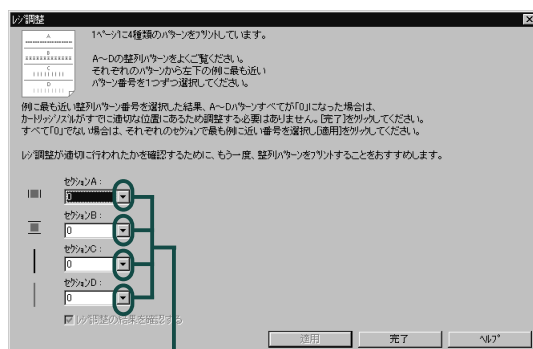 レジ調整
1ページに4種類のパターンをプリントしています。
A
B
C
D
A～Dの整列パターンをよくご覧ください。
それぞれのパターンから左下の例に最も近い
パターン番号を1つずつ選択してください。
例に最も近い整列パターン番号を選択した結果、A～Dパターンすべてが「0」になった場合は、
カートリッジノズルがすでに適切な位置にあるため調整する必要はありません。[完了]をクリックしてください。
すべて「0」でない場合は、それぞれのセクションで最も例に近い番号を選択し、[適用]をクリックしてください。
レジ調整が適切に行われたかを確認するために、もう一度、整列パターンをプリントすることをおすすめします。
セクションA :
0
セクションB :
0
セクションC :
0
セクションD :
0
レジ調整の結果を確認する
適用
完了
ヘルプ